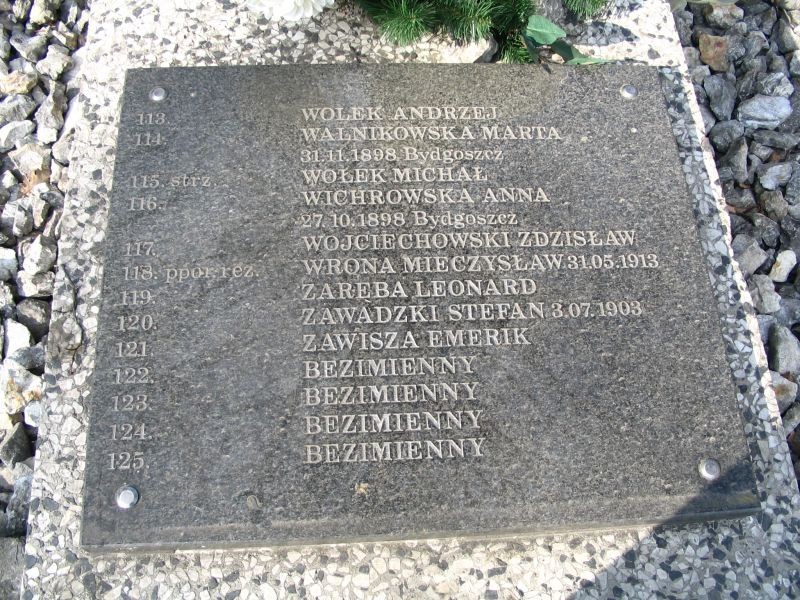 113. WOLEK ANDRZEJ
114. WALNIKOWSKA MARTA
31.11.1898 Bydgoszcz
115. strz. WOŁEK MICHAŁ
116. WICHROWSKA ANNA
27.10.1898 Bydgoszcz
117. WOJCIECHOWSKI ZDZISŁAW
118. ppor. rez. WRONA MIECZYSŁAW 31.05.1913
119. ZARĘBA LEONARD
120. ZAWADZKI STEFAN 3.07.1903
121. ZAWISZA EMERIK
122. BEZIMIENNY
123. BEZIMIENNY
124. BEZIMIENNY
125. BEZIMIENNY